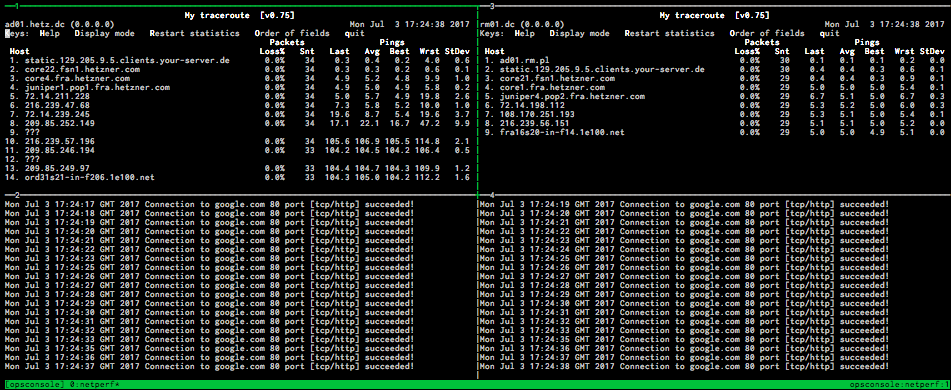 1
My traceroute [v0.75]
ad01.hetz.dc (0.0.0.0) Mon Jul 3 17:24:38 2017
Keys: Help Display mode Restart statistics Order of fields quit
Packets Pings
Host Loss% Snt Last Avg Best Wrst StDev
1. static.129.205.9.5.clients.your-server.de 0.0% 34 0.3 0.4 0.2 4.0 0.6
2. core22.fsn1.hetzner.com 0.0% 34 0.3 0.3 0.2 0.6 0.1
3. core4.fra.hetzner.com 0.0% 34 4.9 5.2 4.8 9.9 1.0
4. juniper1.pop1.fra.hetzner.com 0.0% 34 4.9 5.0 4.9 5.8 0.2
5. 72.14.211.228 0.0% 34 5.0 5.7 4.9 19.8 2.6
6. 216.239.47.68 0.0% 34 7.3 5.8 5.2 10.0 1.0
7. 72.14.239.245 0.0% 34 19.6 8.7 5.4 19.6 3.7
8. 209.85.252.149 0.0% 34 17.1 22.1 16.7 47.2 9.9
9. ???
10. 216.239.57.196 0.0% 34 105.6 106.9 105.5 114.8 2.1
11. 209.85.246.194 0.0% 33 104.2 104.5 104.2 106.4 0.5
12. ???
13. 209.85.249.97 0.0% 33 104.4 104.7 104.3 109.9 1.2
14. ord31s21-in-f206.1e100.net 0.0% 33 104.3 105.0 104.2 112.2 1.6
3
My traceroute [v0.75]
rm01.dc (0.0.0.0) Mon Jul 3 17:24:38 2017
Keys: Help Display mode Restart statistics Order of fields quit
Packets Pings
Host Loss% Snt Last Avg Best Wrst StDev
1. ad01.rm.pl 0.0% 30 0.1 0.1 0.1 0.2 0.0
2. static.129.205.9.5.clients.your-server.de 0.0% 30 0.4 0.4 0.3 0.6 0.1
3. core21.fsn1.hetzner.com 0.0% 29 0.4 0.4 0.3 0.9 0.1
4. core1.fra.hetzner.com 0.0% 29 5.0 5.0 5.0 5.4 0.1
5. juniper4.pop2.fra.hetzner.com 0.0% 29 6.7 5.1 5.0 6.7 0.3
6. 72.14.198.112 0.0% 29 5.3 5.2 5.0 6.0 0.3
7. 108.170.251.193 0.0% 29 5.3 5.3 5.0 5.4 0.1
8. 216.239.56.151 0.0% 29 5.1 5.1 5.0 5.2 0.0
9. fra16s20-in-f14.1e100.net 0.0% 29 5.0 5.0 4.9 5.1 0.0
2
Mon Jul 3 17:24:17 GMT 2017 Connection to google.com 80 port [tcp/http] succeeded!
Mon Jul 3 17:24:18 GMT 2017 Connection to google.com 80 port [tcp/http] succeeded!
Mon Jul 3 17:24:19 GMT 2017 Connection to google.com 80 port [tcp/http] succeeded!
Mon Jul 3 17:24:20 GMT 2017 Connection to google.com 80 port [tcp/http] succeeded!
Mon Jul 3 17:24:21 GMT 2017 Connection to google.com 80 port [tcp/http] succeeded!
Mon Jul 3 17:24:22 GMT 2017 Connection to google.com 80 port [tcp/http] succeeded!
Mon Jul 3 17:24:23 GMT 2017 Connection to google.com 80 port [tcp/http] succeeded!
Mon Jul 3 17:24:25 GMT 2017 Connection to google.com 80 port [tcp/http] succeeded!
Mon Jul 3 17:24:26 GMT 2017 Connection to google.com 80 port [tcp/http] succeeded!
Mon Jul 3 17:24:27 GMT 2017 Connection to google.com 80 port [tcp/http] succeeded!
Mon Jul 3 17:24:28 GMT 2017 Connection to google.com 80 port [tcp/http] succeeded!
Mon Jul 3 17:24:29 GMT 2017 Connection to google.com 80 port [tcp/http] succeeded!
Mon Jul 3 17:24:30 GMT 2017 Connection to google.com 80 port [tcp/http] succeeded!
Mon Jul 3 17:24:31 GMT 2017 Connection to google.com 80 port [tcp/http] succeeded!
Mon Jul 3 17:24:32 GMT 2017 Connection to google.com 80 port [tcp/http] succeeded!
Mon Jul 3 17:24:33 GMT 2017 Connection to google.com 80 port [tcp/http] succeeded!
Mon Jul 3 17:24:35 GMT 2017 Connection to google.com 80 port [tcp/http] succeeded!
Mon Jul 3 17:24:36 GMT 2017 Connection to google.com 80 port [tcp/http] succeeded!
Mon Jul 3 17:24:37 GMT 2017 Connection to google.com 80 port [tcp/http] succeeded!
4
Mon Jul 3 17:24:19 GMT 2017 Connection to google.com 80 port [tcp/http] succeeded!
Mon Jul 3 17:24:20 GMT 2017 Connection to google.com 80 port [tcp/http] succeeded!
Mon Jul 3 17:24:21 GMT 2017 Connection to google.com 80 port [tcp/http] succeeded!
Mon Jul 3 17:24:22 GMT 2017 Connection to google.com 80 port [tcp/http] succeeded!
Mon Jul 3 17:24:23 GMT 2017 Connection to google.com 80 port [tcp/http] succeeded!
Mon Jul 3 17:24:24 GMT 2017 Connection to google.com 80 port [tcp/http] succeeded!
Mon Jul 3 17:24:25 GMT 2017 Connection to google.com 80 port [tcp/http] succeeded!
Mon Jul 3 17:24:26 GMT 2017 Connection to google.com 80 port [tcp/http] succeeded!
Mon Jul 3 17:24:27 GMT 2017 Connection to google.com 80 port [tcp/http] succeeded!
Mon Jul 3 17:24:28 GMT 2017 Connection to google.com 80 port [tcp/http] succeeded!
Mon Jul 3 17:24:29 GMT 2017 Connection to google.com 80 port [tcp/http] succeeded!
Mon Jul 3 17:24:30 GMT 2017 Connection to google.com 80 port [tcp/http] succeeded!
Mon Jul 3 17:24:31 GMT 2017 Connection to google.com 80 port [tcp/http] succeeded!
Mon Jul 3 17:24:32 GMT 2017 Connection to google.com 80 port [tcp/http] succeeded!
Mon Jul 3 17:24:33 GMT 2017 Connection to google.com 80 port [tcp/http] succeeded!
Mon Jul 3 17:24:35 GMT 2017 Connection to google.com 80 port [tcp/http] succeeded!
Mon Jul 3 17:24:36 GMT 2017 Connection to google.com 80 port [tcp/http] succeeded!
Mon Jul 3 17:24:37 GMT 2017 Connection to google.com 80 port [tcp/http] succeeded!
Mon Jul 3 17:24:38 GMT 2017 Connection to google.com 80 port [tcp/http] succeeded!
[opsconsole] 0:netperf* opsconsole:netperf:1